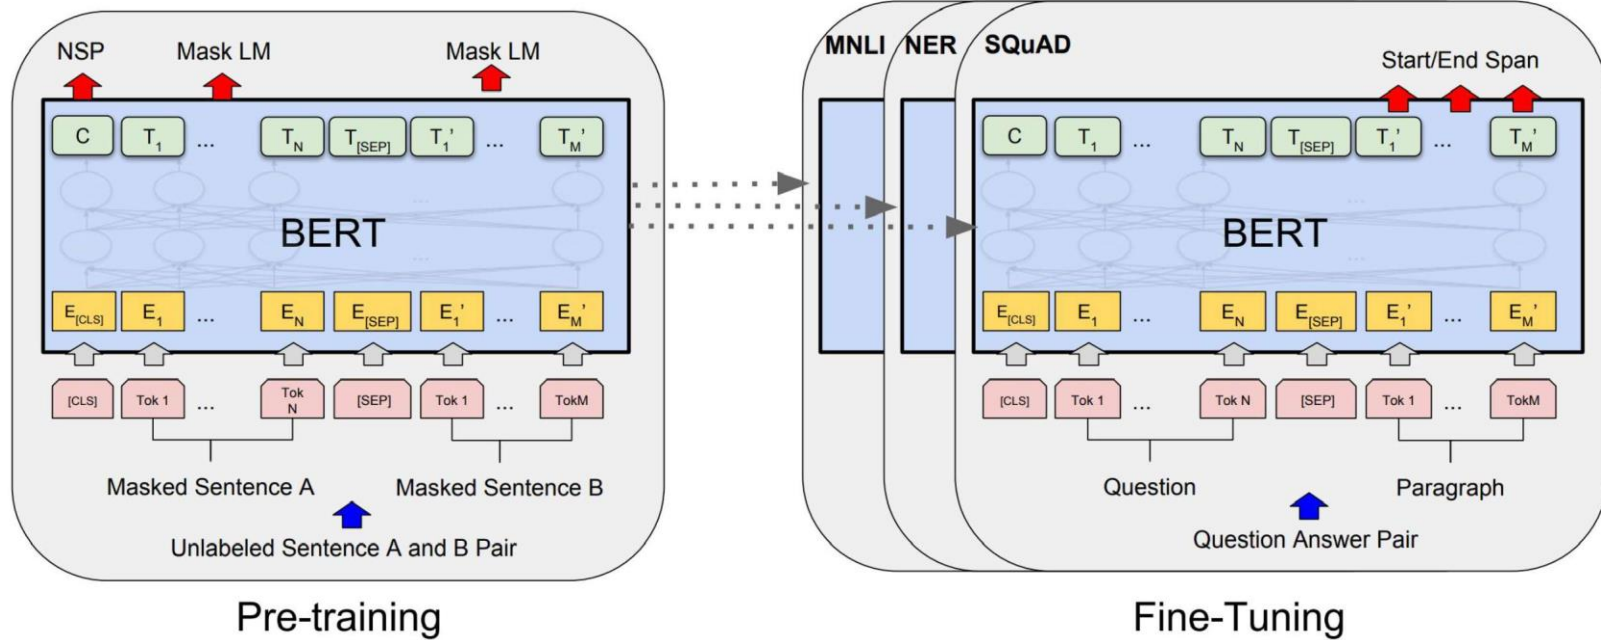 NSP Mask LM Mask LM
C T1 ... TN T[SEP] T1' ... TM'
...
BERT
...
E[CLS] E1 ... EN E[SEP] E1' ... EM'
[CLS] Tok 1 ... Tok N [SEP] Tok 1 ... TokM
Masked Sentence A Masked Sentence B
Unlabeled Sentence A and B Pair
Pre-training
MNLI NER SQuAD
Start/End Span
C T1 ... TN T[SEP] T1' ... TM'
...
BERT
...
E[CLS] E1 ... EN E[SEP] E1' ... EM'
[CLS] Tok 1 ... Tok N [SEP] Tok 1 ... TokM
Question Paragraph
Question Answer Pair
Fine-Tuning